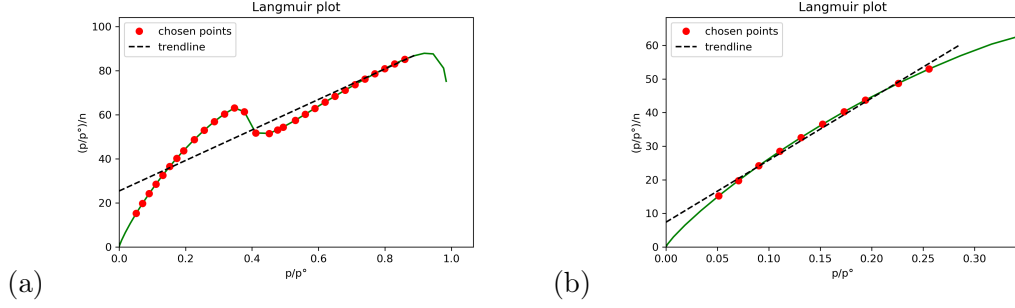 Langmuir plot
chosen points
trendline
(p/p°)/n
100
80
60
40
20
0
0.0
0.2
0.4
0.6
0.8
1.0
p/p°
(a)
Langmuir plot
chosen points
trendline
(p/p°)/n
60
50
40
30
20
10
0
0.00
0.05
0.10
0.15
0.20
0.25
0.30
p/p°
(b)